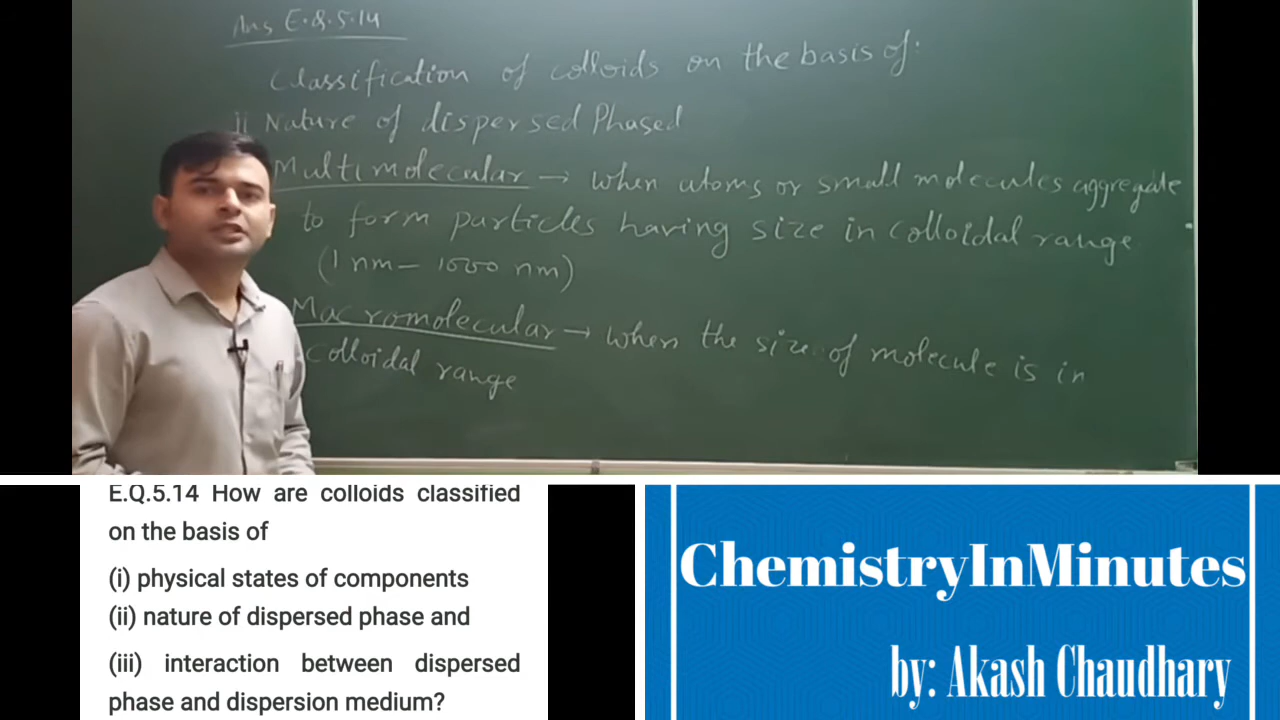 Ans E.Q.5.14
Classification of colloids on the basis of:
ii Nature of dispersed Phased
Multimolecular → when atoms or small molecules aggregate
to form particles having size in colloidal range
(1 nm – 1000 nm)
Macromolecular → when the size of molecule is in
colloidal range
E.Q.5.14 How are colloids classified
on the basis of
(i) physical states of components
(ii) nature of dispersed phase and
(iii) interaction between dispersed
phase and dispersion medium?
ChemistryInMinutes
by: Akash Chaudhary